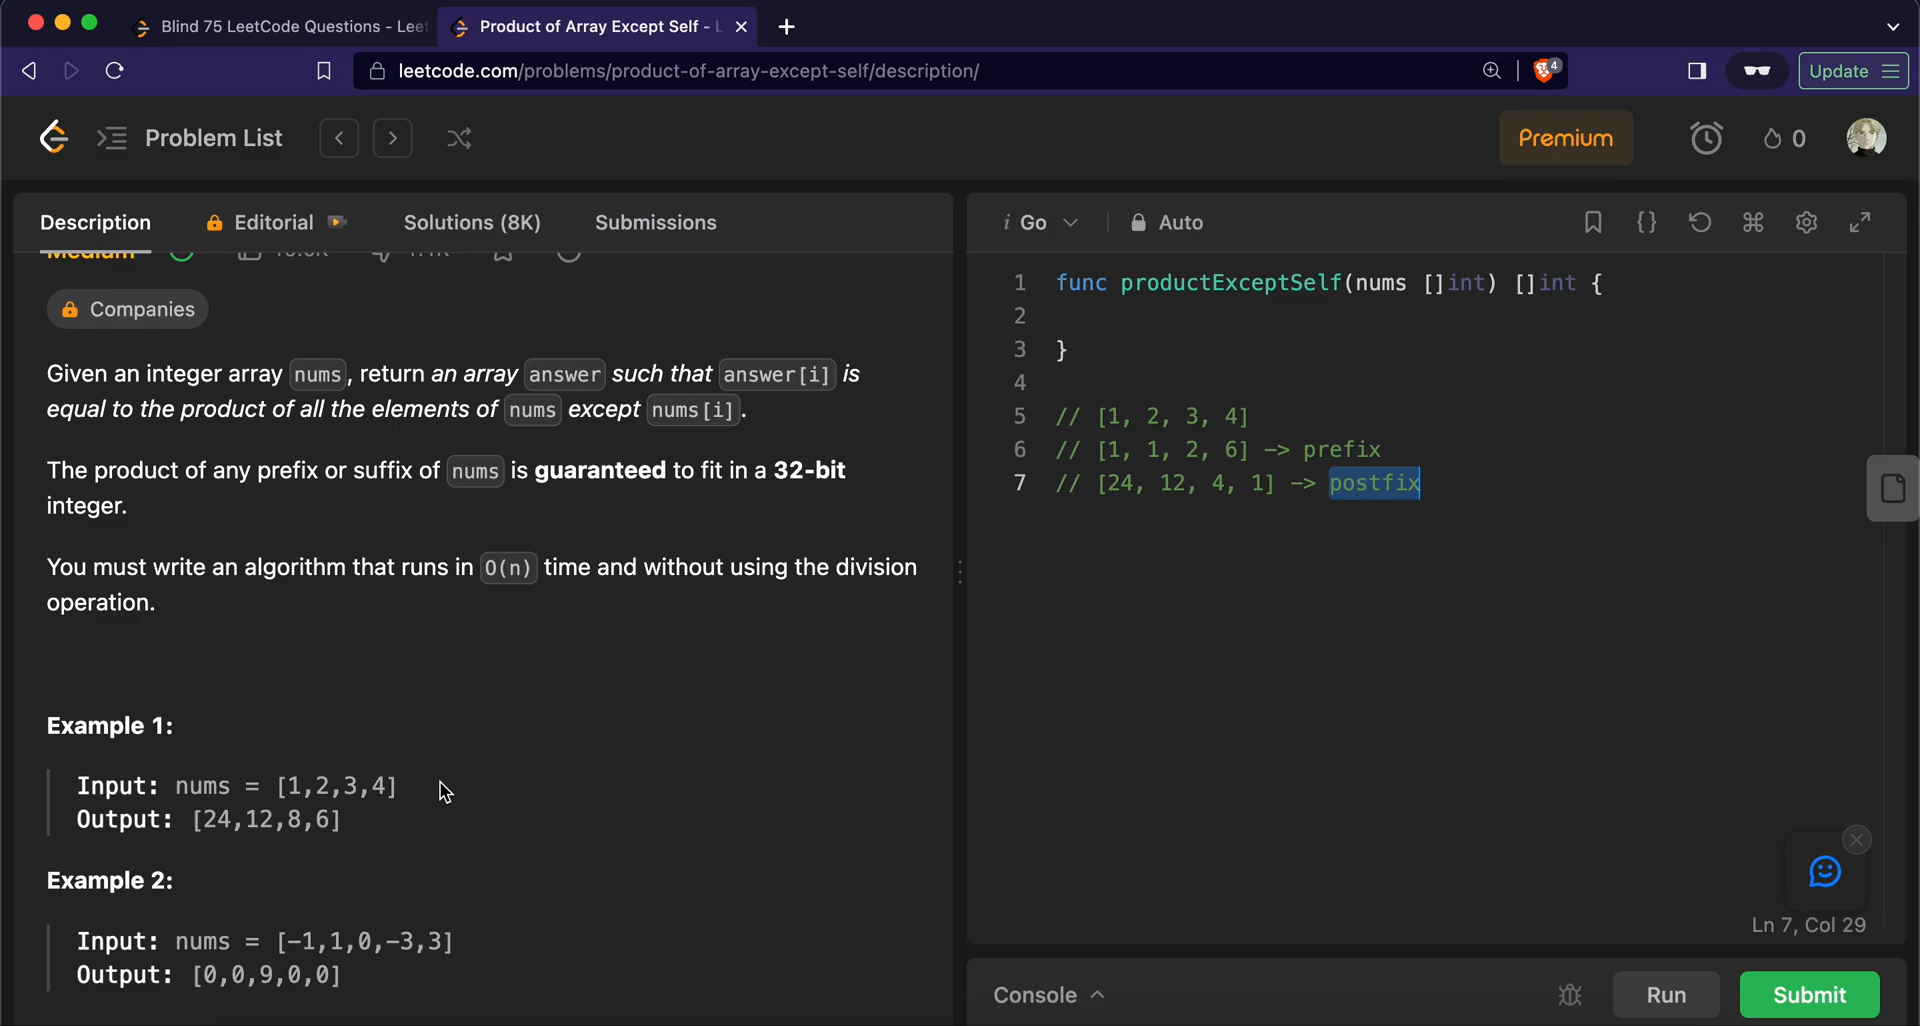 Blind 75 LeetCode Questions - Leet
Product of Array Except Self - L
leetcode.com/problems/product-of-array-except-self/description/
4
Update
Problem List
Premium
0
Description
Editorial
Solutions (8K)
Submissions
Medium
Companies
Given an integer array nums, return an array answer such that answer[i] is
equal to the product of all the elements of nums except nums[i].
The product of any prefix or suffix of nums is guaranteed to fit in a 32-bit
integer.
You must write an algorithm that runs in O(n) time and without using the division
operation.
Example 1:
Input: nums = [1,2,3,4]
Output: [24,12,8,6]
Example 2:
Input: nums = [-1,1,0,-3,3]
Output: [0,0,9,0,0]
i Go
Auto
1 func productExceptSelf(nums []int) []int {
2
3 }
4
5 // [1, 2, 3, 4]
6 // [1, 1, 2, 6] -> prefix
7 // [24, 12, 4, 1] -> postfix
Ln 7, Col 29
Console
Run
Submit